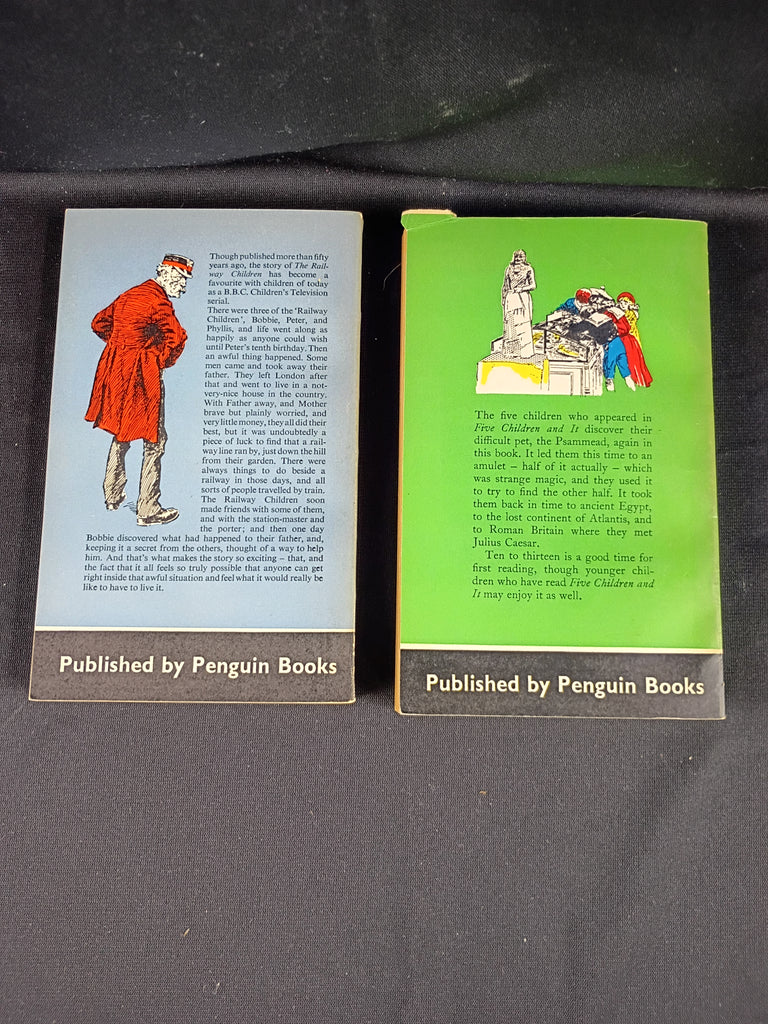 Though published more than fifty
years ago, the story of The Rail-
way Children has become a
favourite with children of today
as a B.B.C. Children's Television
serial.
There were three of the 'Railway
Children', Bobbie, Peter, and
Phyllis, and life went along as
happily as anyone could wish
until Peter's tenth birthday. Then
an awful thing happened. Some
men came and took away their
father. They left London after
that and went to live in a not-
very-nice house in the country.
With Father away, and Mother
brave but plainly worried, and
very little money, they all did their
best, but it was undoubtedly a
piece of luck to find that a rail-
way line ran by, just down the hill
from their garden. There were
always things to do beside a
railway in those days, and all
sorts of people travelled by train.
The Railway Children soon
made friends with some of them,
and with the station-master and
the porter; and then one day
Bobbie discovered what had happened to their father, and,
keeping it a secret from the others, thought of a way to help
him. And that's what makes the story so exciting – that, and
the fact that it all feels so truly possible that anyone can get
right inside that awful situation and feel what it would really be
like to have to live it.
Published by Penguin Books
The five children who appeared in
Five Children and It discover their
difficult pet, the Psammead, again in
this book. It led them this time to an
amulet – half of it actually – which
was strange magic, and they used it
to try to find the other half. It took
them back in time to ancient Egypt,
to the lost continent of Atlantis, and
to Roman Britain where they met
Julius Caesar.
Ten to thirteen is a good time for
first reading, though younger chil-
dren who have read Five Children and
It may enjoy it as well.
Published by Penguin Books